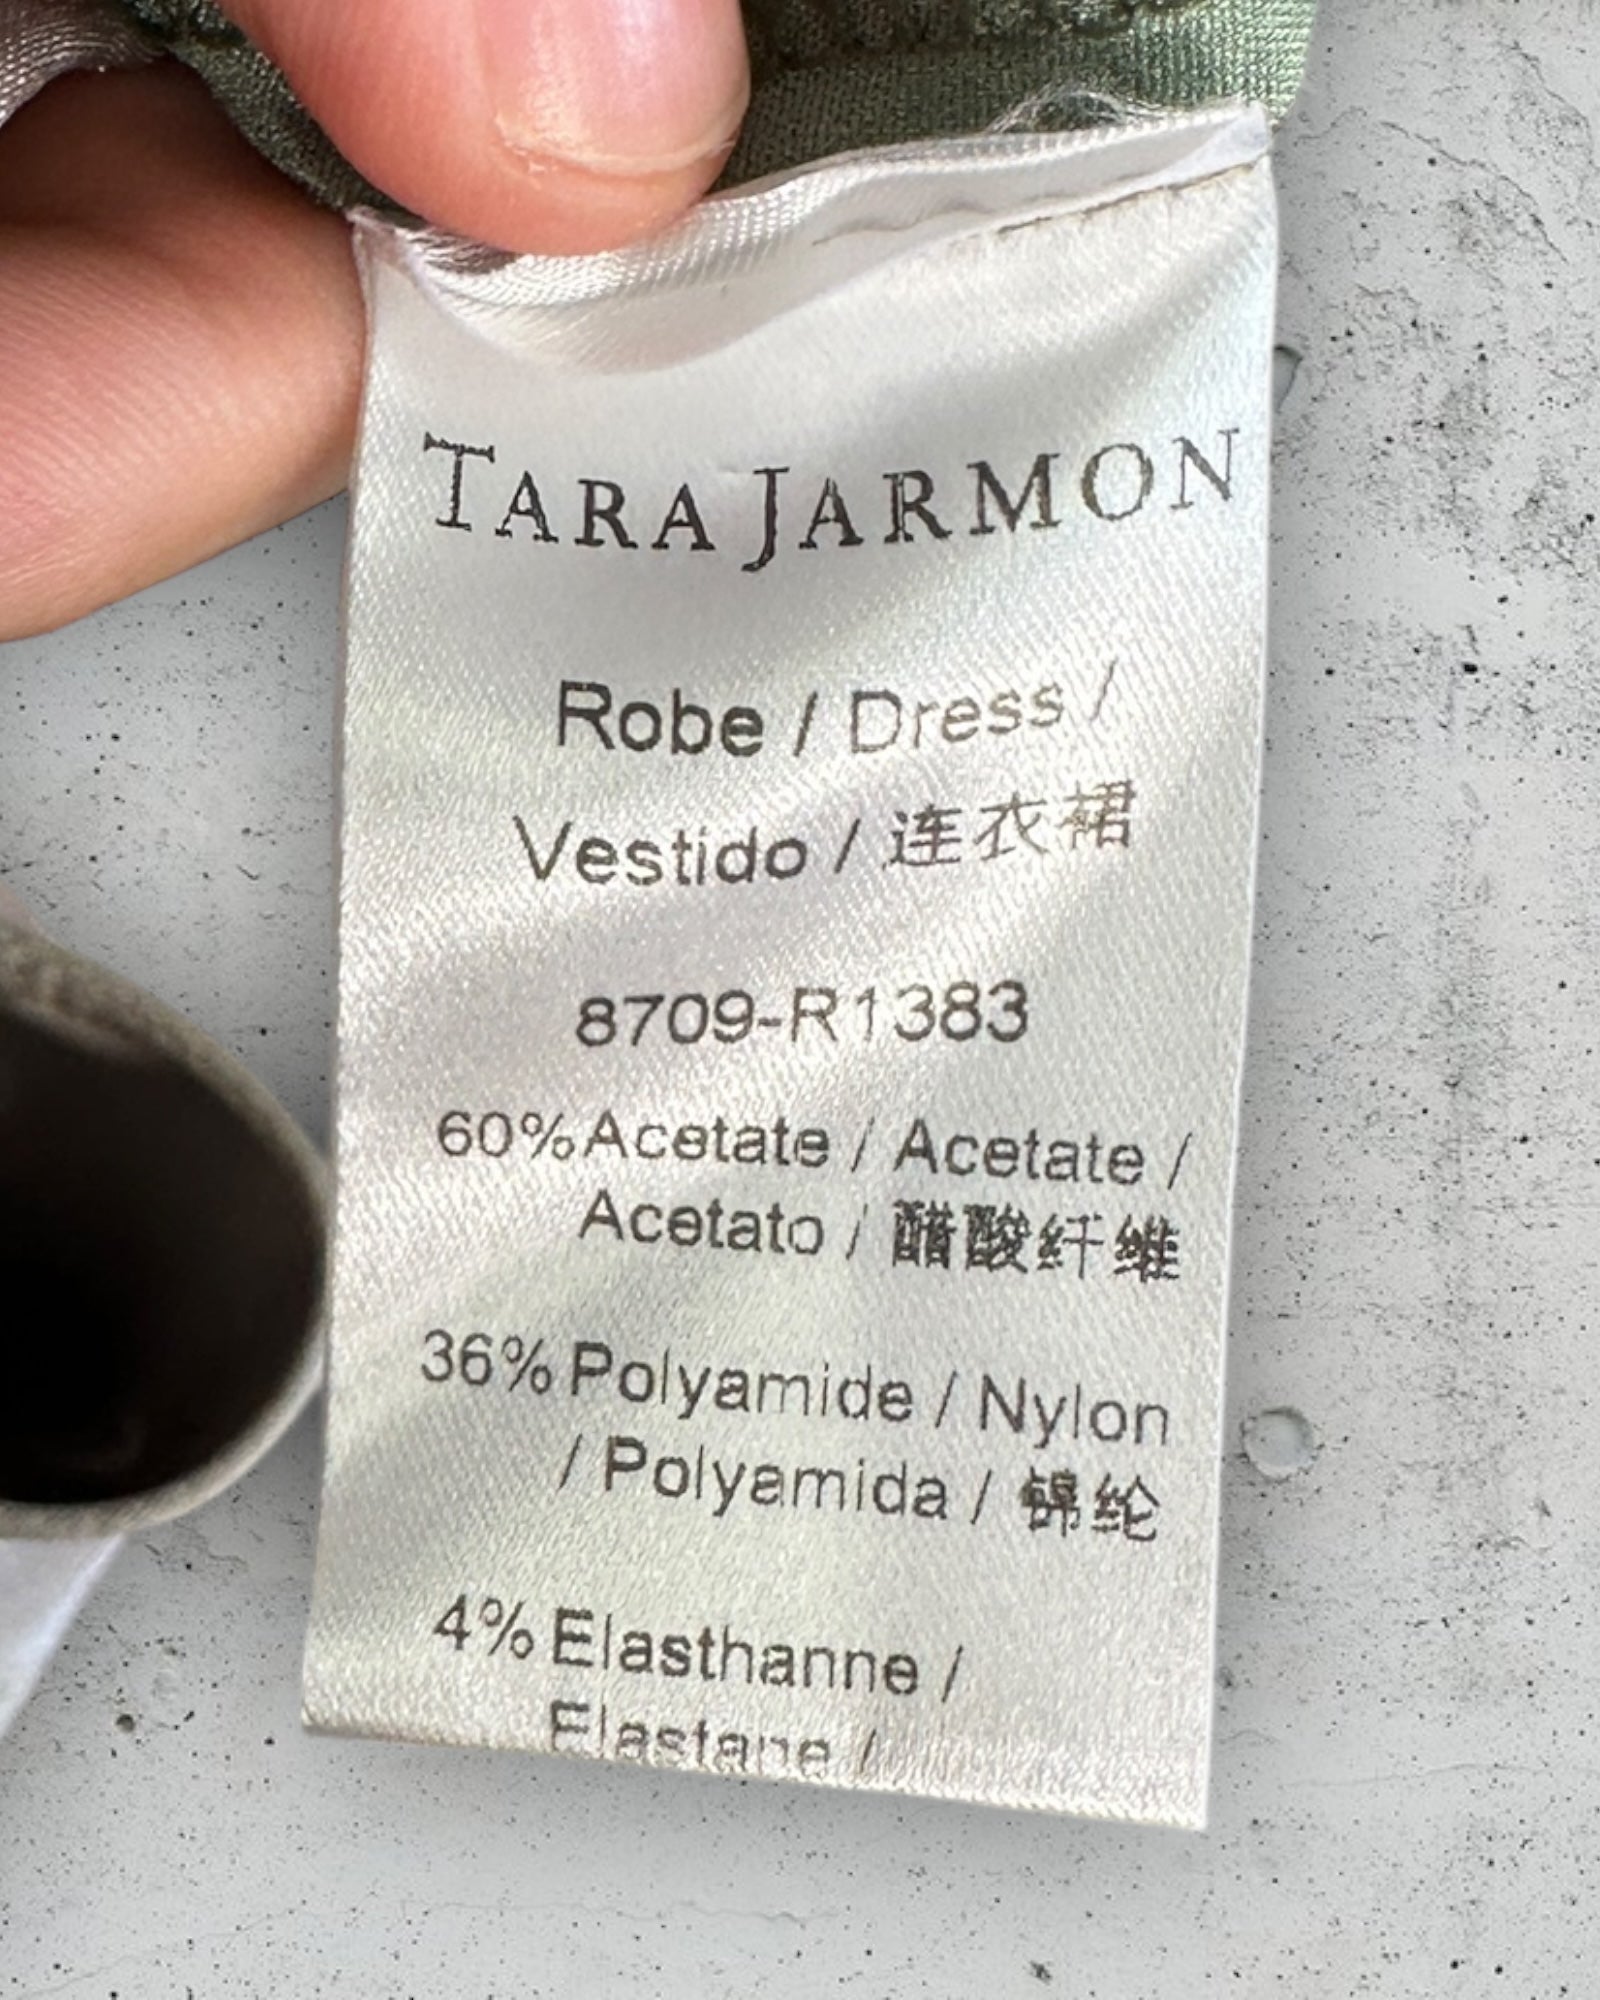 TARA JARMON
Robe / Dress /
Vestido / 连衣裙
8709-R1383
60% Acetate / Acetate /
Acetato / 醋酸纤维
36% Polyamide / Nylon
/ Polyamida / 锦纶
4% Elasthanne /
Elastane /